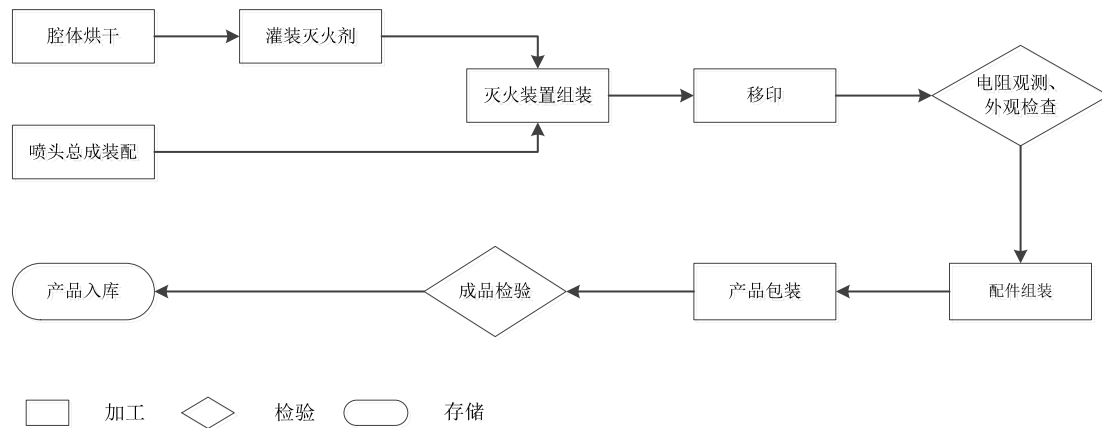 腔体烘干
灌装灭火剂
灭火装置组装
移印
电阻观测、
外观检查
喷头总成装配
产品入库
成品检验
产品包装
配件组装
加工
检验
存储